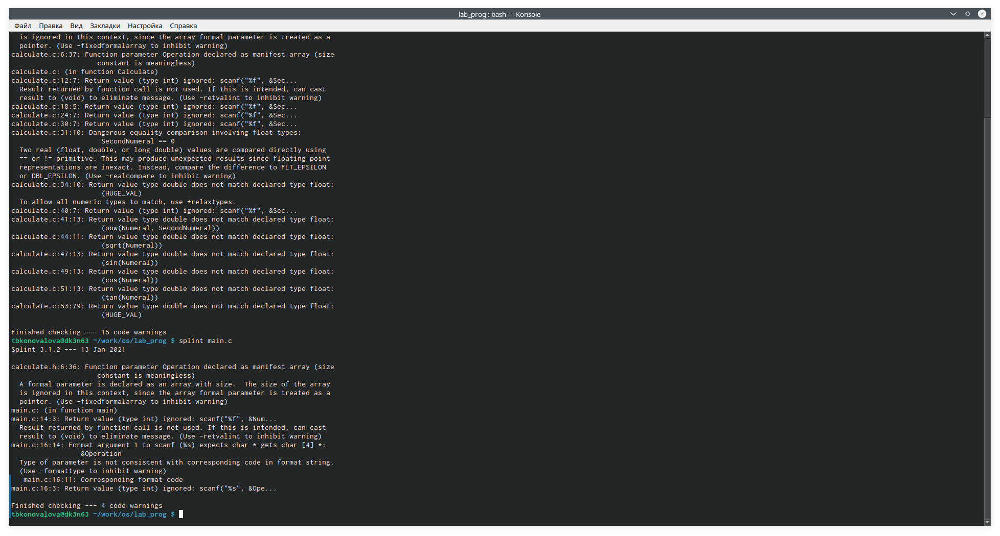 lab_prog : bash — Konsole
Файл Правка Вид Закладки Настройка Справка
is ignored in this context, since the array formal parameter is treated as a
pointer. (Use -fixedformalarray to inhibit warning)
calculate.c:6:37: Function parameter Operation declared as manifest array (size
constant is meaningless)
calculate.c: (in function Calculate)
calculate.c:12:7: Return value (type int) ignored: scanf("%f", &Sec...
Result returned by function call is not used. If this is intended, can cast
result to (void) to eliminate message. (Use -retvalint to inhibit warning)
calculate.c:18:5: Return value (type int) ignored: scanf("%f", &Sec...
calculate.c:24:7: Return value (type int) ignored: scanf("%f", &Sec...
calculate.c:30:7: Return value (type int) ignored: scanf("%f", &Sec...
calculate.c:31:10: Dangerous equality comparison involving float types:
SecondNumeral == 0
Two real (float, double, or long double) values are compared directly using
== or != primitive. This may produce unexpected results since floating point
representations are inexact. Instead, compare the difference to FLT_EPSILON
or DBL_EPSILON. (Use -realcompare to inhibit warning)
calculate.c:34:10: Return value type double does not match declared type float:
(HUGE_VAL)
To allow all numeric types to match, use +relaxtypes.
calculate.c:40:7: Return value (type int) ignored: scanf("%f", &Sec...
calculate.c:41:13: Return value type double does not match declared type float:
(pow(Numeral, SecondNumeral))
calculate.c:44:11: Return value type double does not match declared type float:
(sqrt(Numeral))
calculate.c:47:13: Return value type double does not match declared type float:
(sin(Numeral))
calculate.c:49:13: Return value type double does not match declared type float:
(cos(Numeral))
calculate.c:51:13: Return value type double does not match declared type float:
(tan(Numeral))
calculate.c:53:79: Return value type double does not match declared type float:
(HUGE_VAL)
Finished checking --- 15 code warnings
tbkonovalova@dk3n63 ~/work/os/lab_prog $ splint main.c
Splint 3.1.2 --- 13 Jan 2021
calculate.h:6:36: Function parameter Operation declared as manifest array (size
constant is meaningless)
A formal parameter is declared as an array with size.  The size of the array
is ignored in this context, since the array formal parameter is treated as a
pointer. (Use -fixedformalarray to inhibit warning)
main.c: (in function main)
main.c:14:3: Return value (type int) ignored: scanf("%f", &Num...
Result returned by function call is not used. If this is intended, can cast
result to (void) to eliminate message. (Use -retvalint to inhibit warning)
main.c:16:14: Format argument 1 to scanf (%s) expects char * gets char [4] *:
&Operation
Type of parameter is not consistent with corresponding code in format string.
(Use -formattype to inhibit warning)
main.c:16:11: Corresponding format code
main.c:16:3: Return value (type int) ignored: scanf("%s", &Ope...
Finished checking --- 4 code warnings
tbkonovalova@dk3n63 ~/work/os/lab_prog $